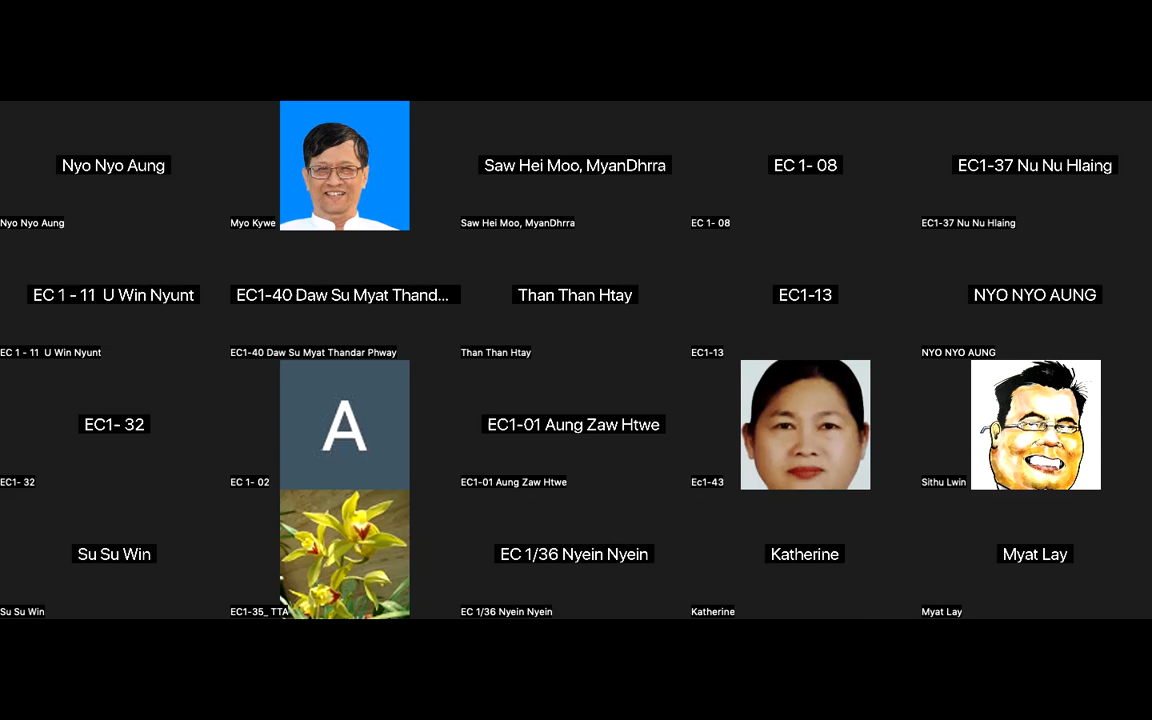 Nyo Nyo Aung
Nyo Nyo Aung
Myo Kywe
Saw Hei Moo, MyanDhrra
Saw Hei Moo, MyanDhrra
EC 1- 08
EC 1- 08
EC1-37 Nu Nu Hlaing
EC1-37 Nu Nu Hlaing
EC 1 - 11 U Win Nyunt
EC 1 - 11 U Win Nyunt
EC1-40 Daw Su Myat Thand...
EC1-40 Daw Su Myat Thandar Phway
Than Than Htay
Than Than Htay
EC1-13
EC1-13
NYO NYO AUNG
NYO NYO AUNG
EC1- 32
EC1- 32
A
EC 1- 02
EC1-01 Aung Zaw Htwe
EC1-01 Aung Zaw Htwe
Ec1-43
Sithu Lwin
Su Su Win
Su Su Win
EC1-35_ TTA
EC 1/36 Nyein Nyein
EC 1/36 Nyein Nyein
Katherine
Katherine
Myat Lay
Myat Lay